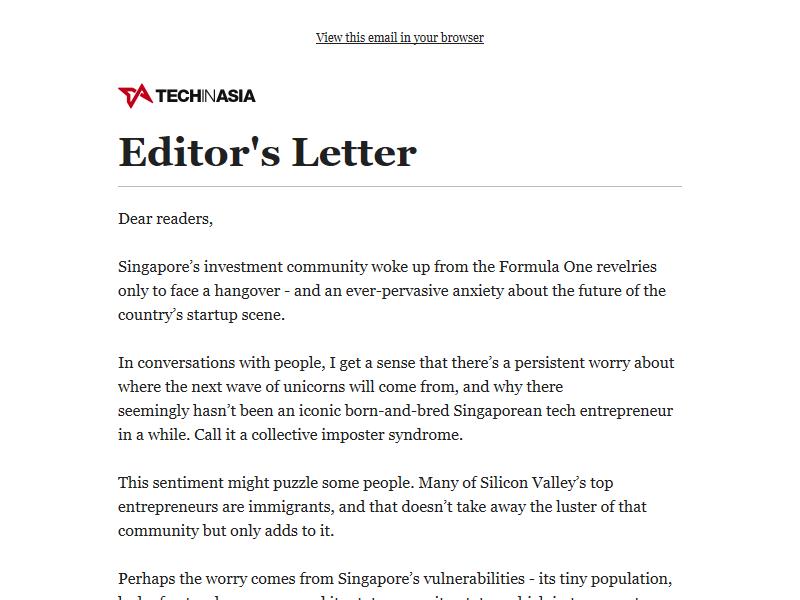 View this email in your browser
TECHINASIA
Editor's Letter
Dear readers,
Singapore’s investment community woke up from the Formula One revelries
only to face a hangover - and an ever-pervasive anxiety about the future of the
country’s startup scene.
In conversations with people, I get a sense that there’s a persistent worry about
where the next wave of unicorns will come from, and why there
seemingly hasn’t been an iconic born-and-bred Singaporean tech entrepreneur
in a while. Call it a collective imposter syndrome.
This sentiment might puzzle some people. Many of Silicon Valley’s top
entrepreneurs are immigrants, and that doesn’t take away the luster of that
community but only adds to it.
Perhaps the worry comes from Singapore’s vulnerabilities - its tiny population,